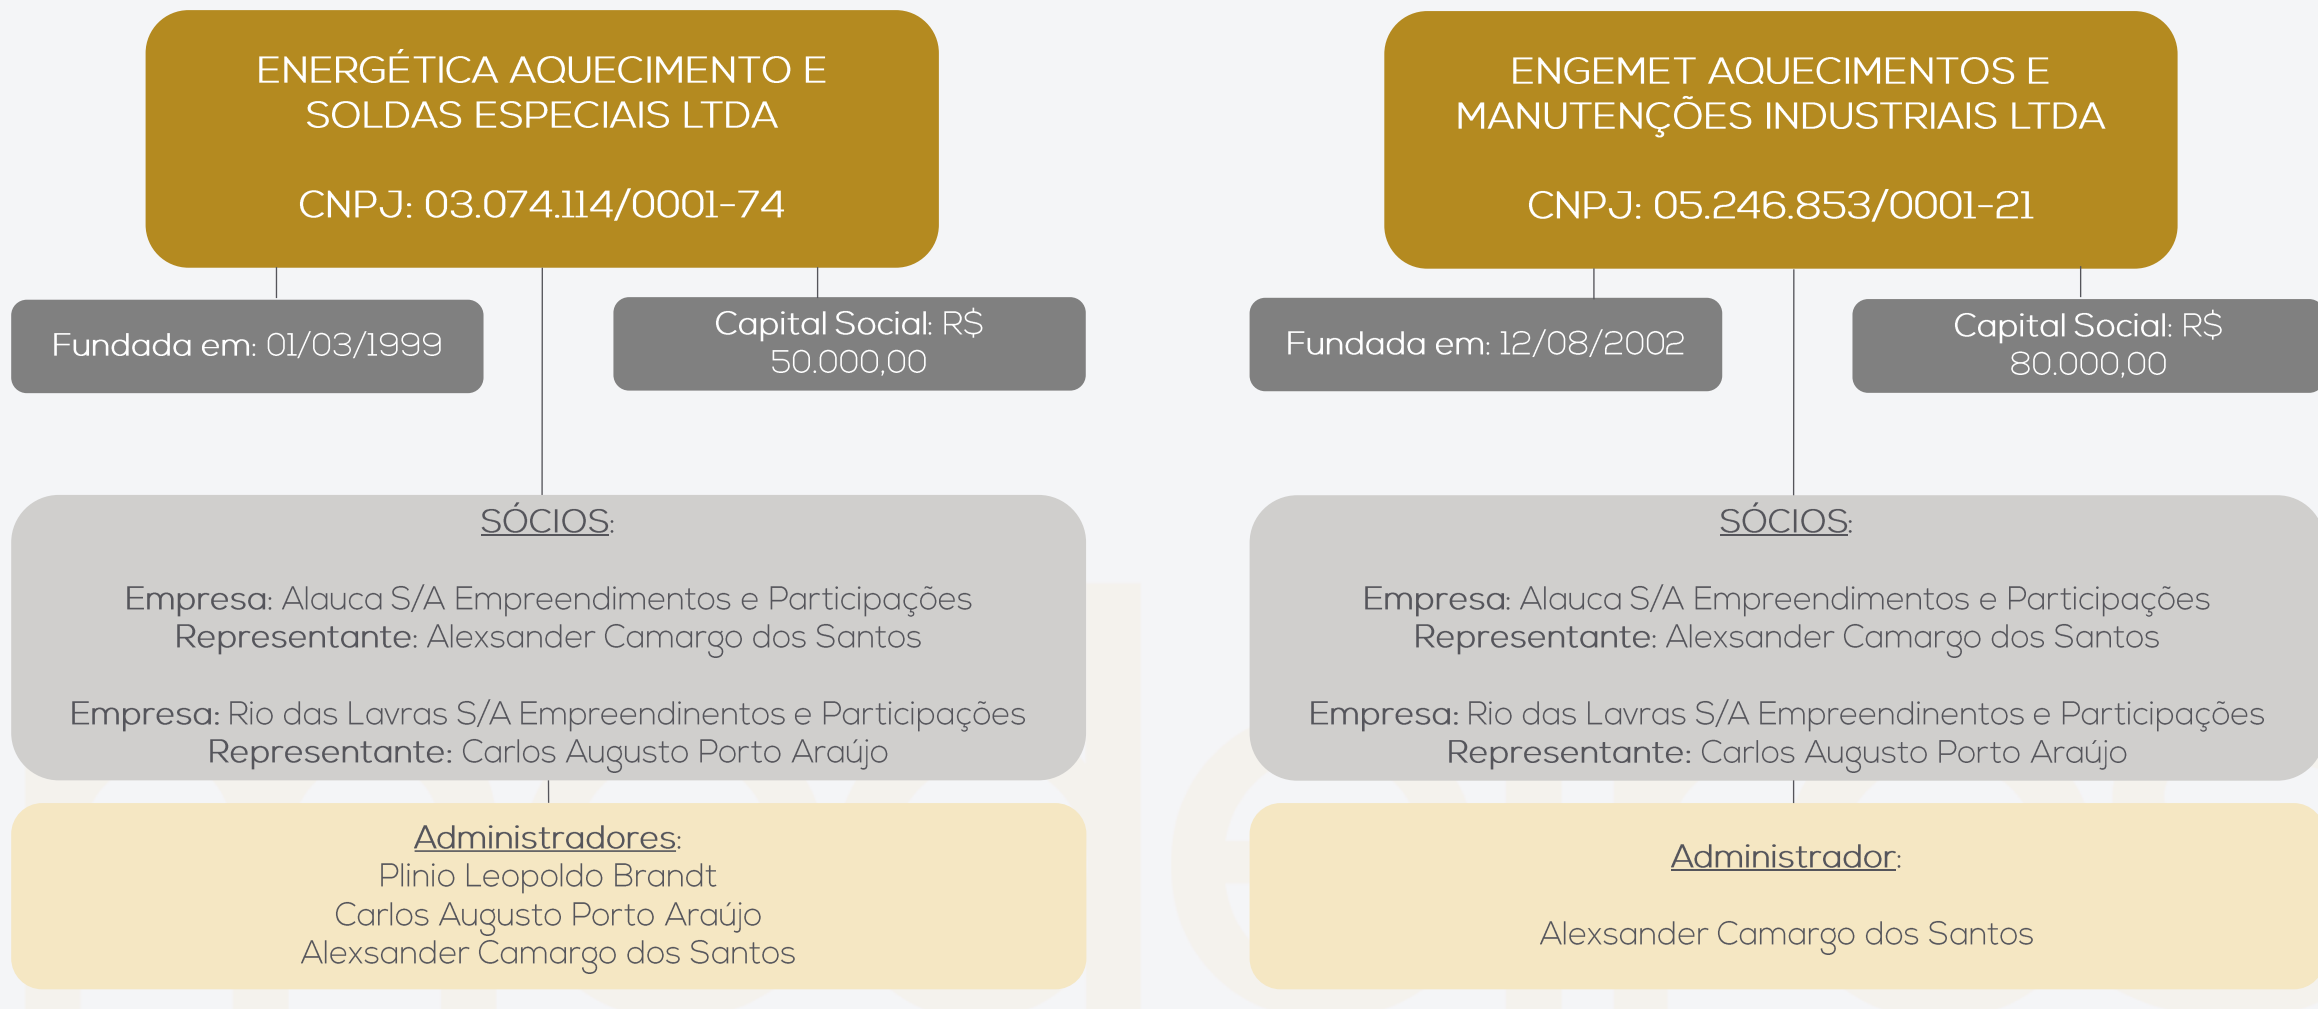 ENERGÉTICA AQUECIMENTO E
SOLDAS ESPECIAIS LTDA
CNPJ: 03.074.114/0001-74
Fundada em: 01/03/1999
Capital Social: R$
50.000,00
SÓCIOS:
Empresa: Alauca S/A Empreendimentos e Participações
Representante: Alexsander Camargo dos Santos
Empresa: Rio das Lavras S/A Empreendinentos e Participações
Representante: Carlos Augusto Porto Araújo
Administradores:
Plinio Leopoldo Brandt
Carlos Augusto Porto Araújo
Alexsander Camargo dos Santos
ENGEMET AQUECIMENTOS E
MANUTENÇÕES INDUSTRIAIS LTDA
CNPJ: 05.246.853/0001-21
Fundada em: 12/08/2002
Capital Social: R$
80.000,00
SÓCIOS:
Empresa: Alauca S/A Empreendimentos e Participações
Representante: Alexsander Camargo dos Santos
Empresa: Rio das Lavras S/A Empreendinentos e Participações
Representante: Carlos Augusto Porto Araújo
Administrador:
Alexsander Camargo dos Santos